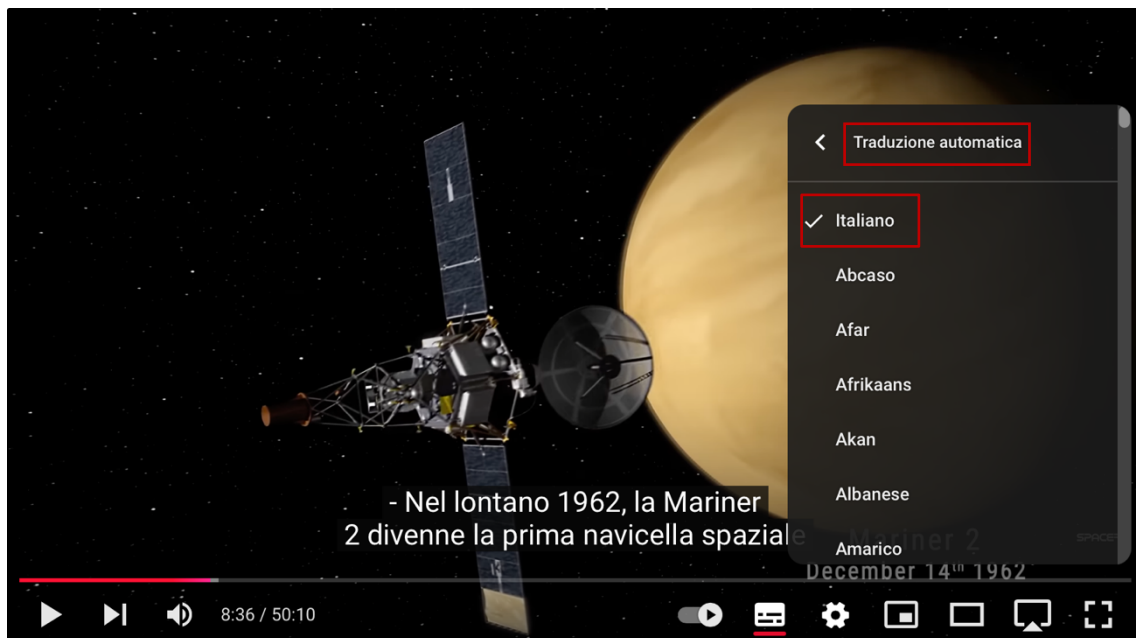 Traduzione automatica
Italiano
Abcaso
Afar
Afrikaans
Akan
Albanese
Amarico
- Nel lontano 1962, la Mariner
2 divenne la prima navicella spaziale
Mariner 2
December 14th 1962
8:36 / 50:10